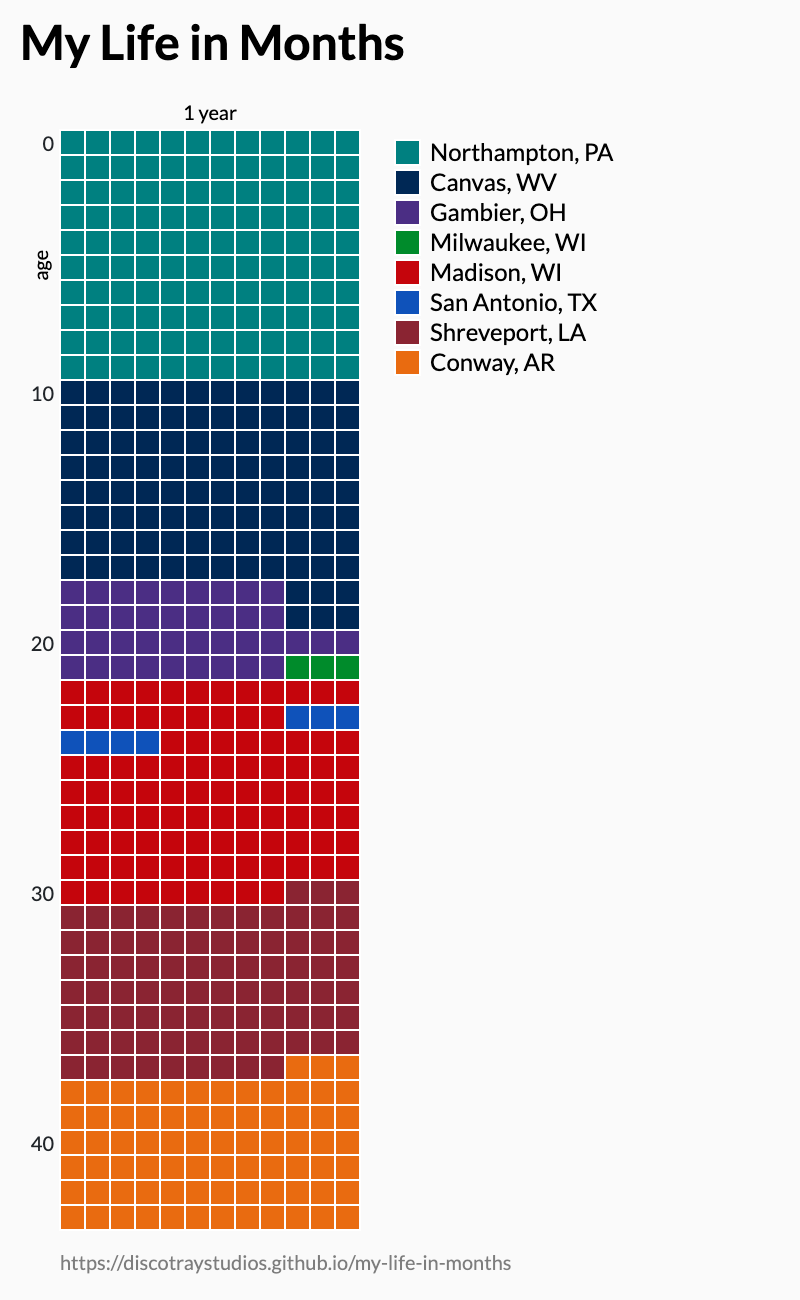 My Life in Months
1 year
0
age
10
20
30
40
Northampton, PA
Canvas, WV
Gambier, OH
Milwaukee, WI
Madison, WI
San Antonio, TX
Shreveport, LA
Conway, AR
https://discotraystudios.github.io/my-life-in-months